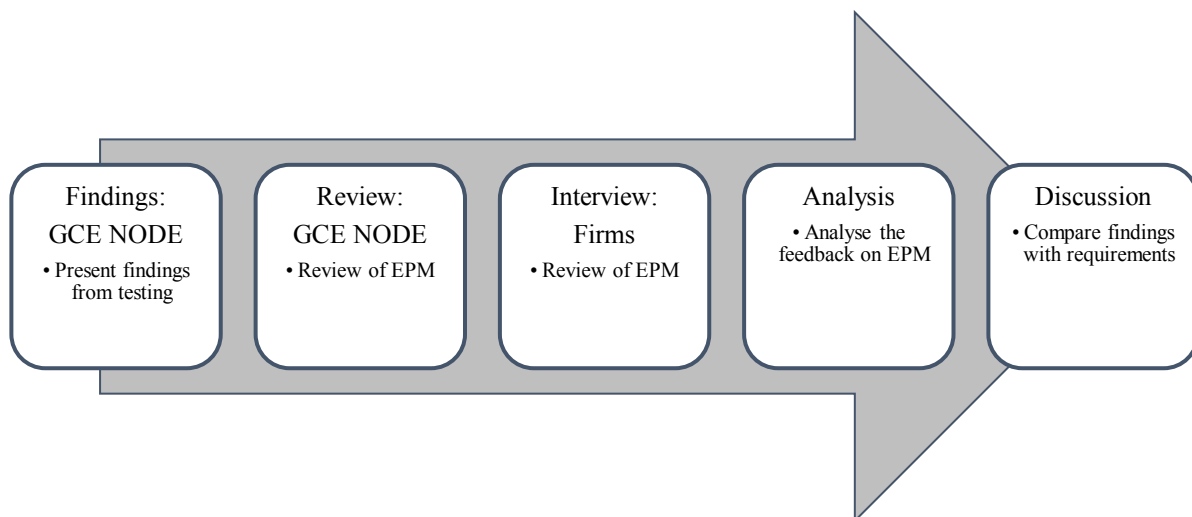 Findings:
GCE NODE
• Present findings
from testing
Review:
GCE NODE
• Review of EPM
Interview:
Firms
• Review of EPM
Analysis
• Analyse the
feedback on EPM
Discussion
• Compare findings
with requirements